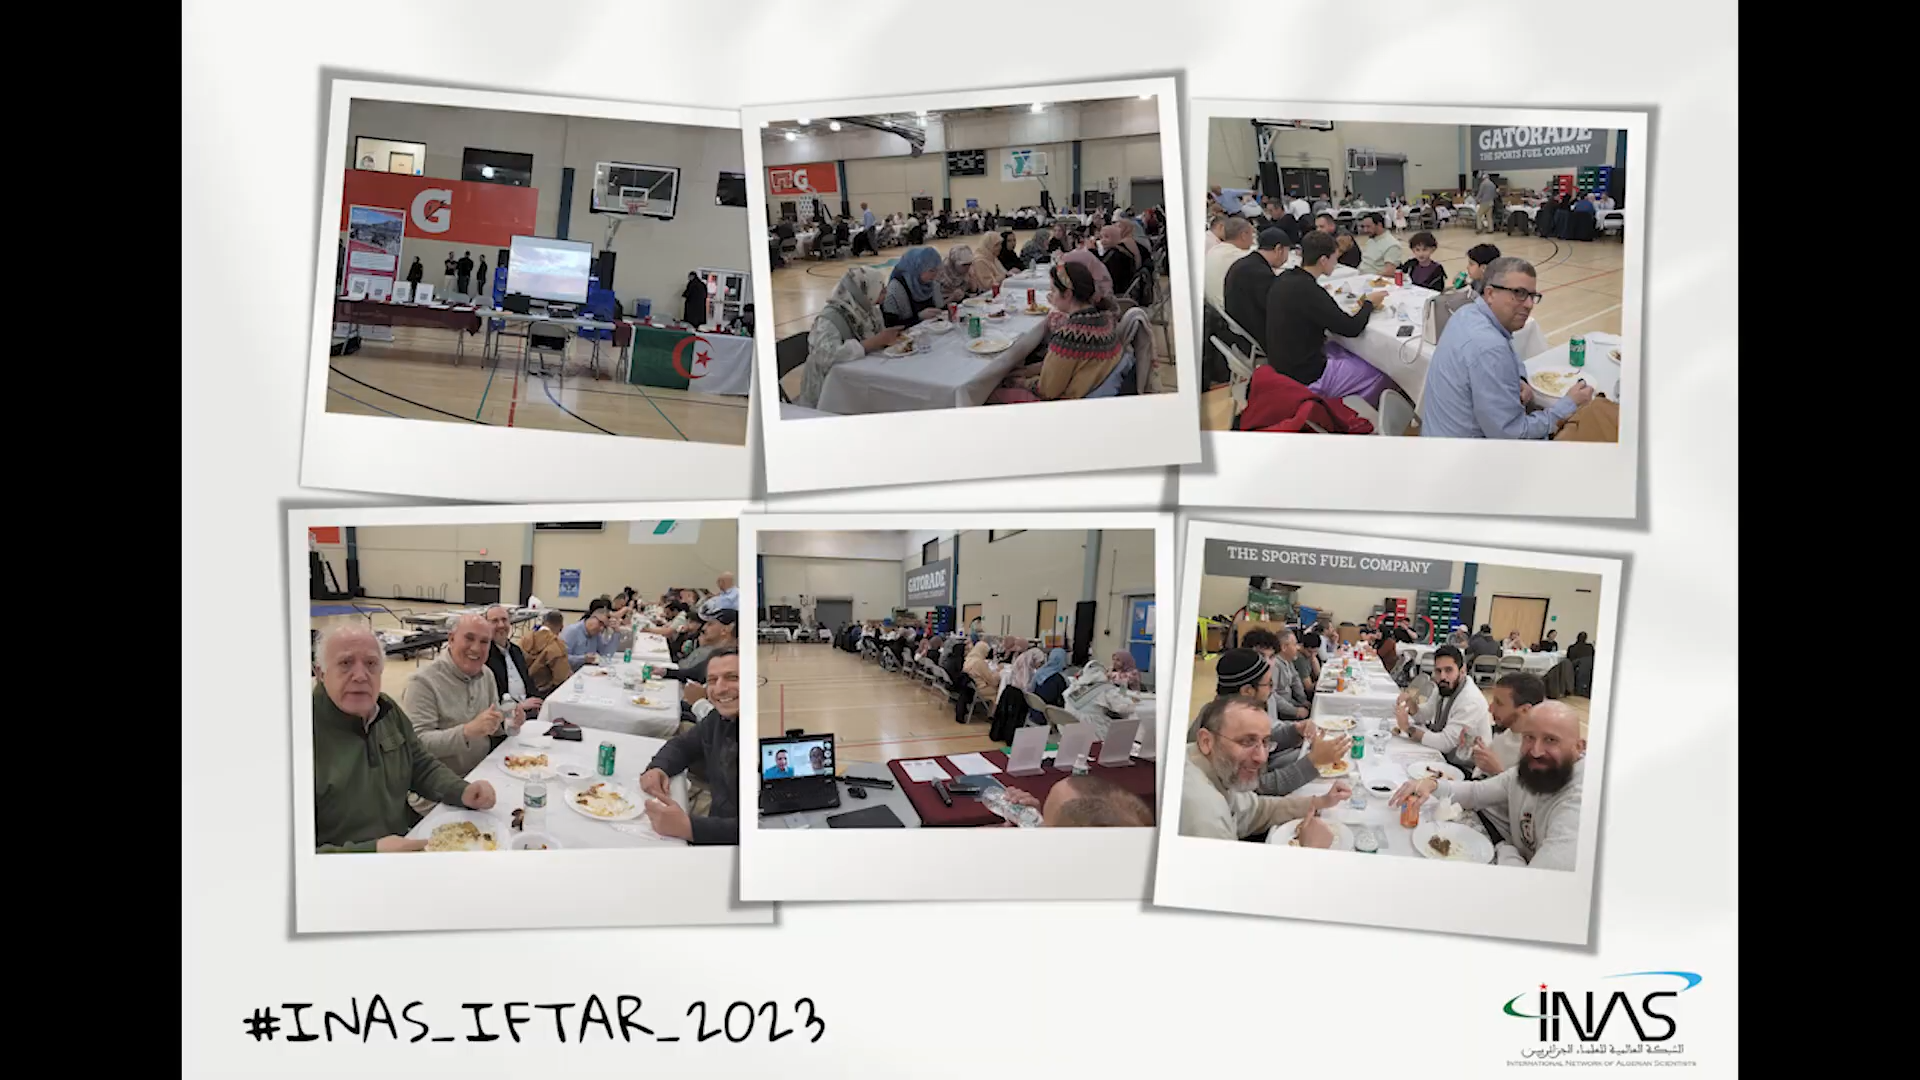 G
G
GATORADE
THE SPORTS FUEL COMPANY
GATORADE
THE SPORTS FUEL COMPANY
#INAS_IFTAR_2023
iNAS
الشبكة العالمية للعلماء الجزائريين
INTERNATIONAL NETWORK OF ALGERIAN SCIENTISTS